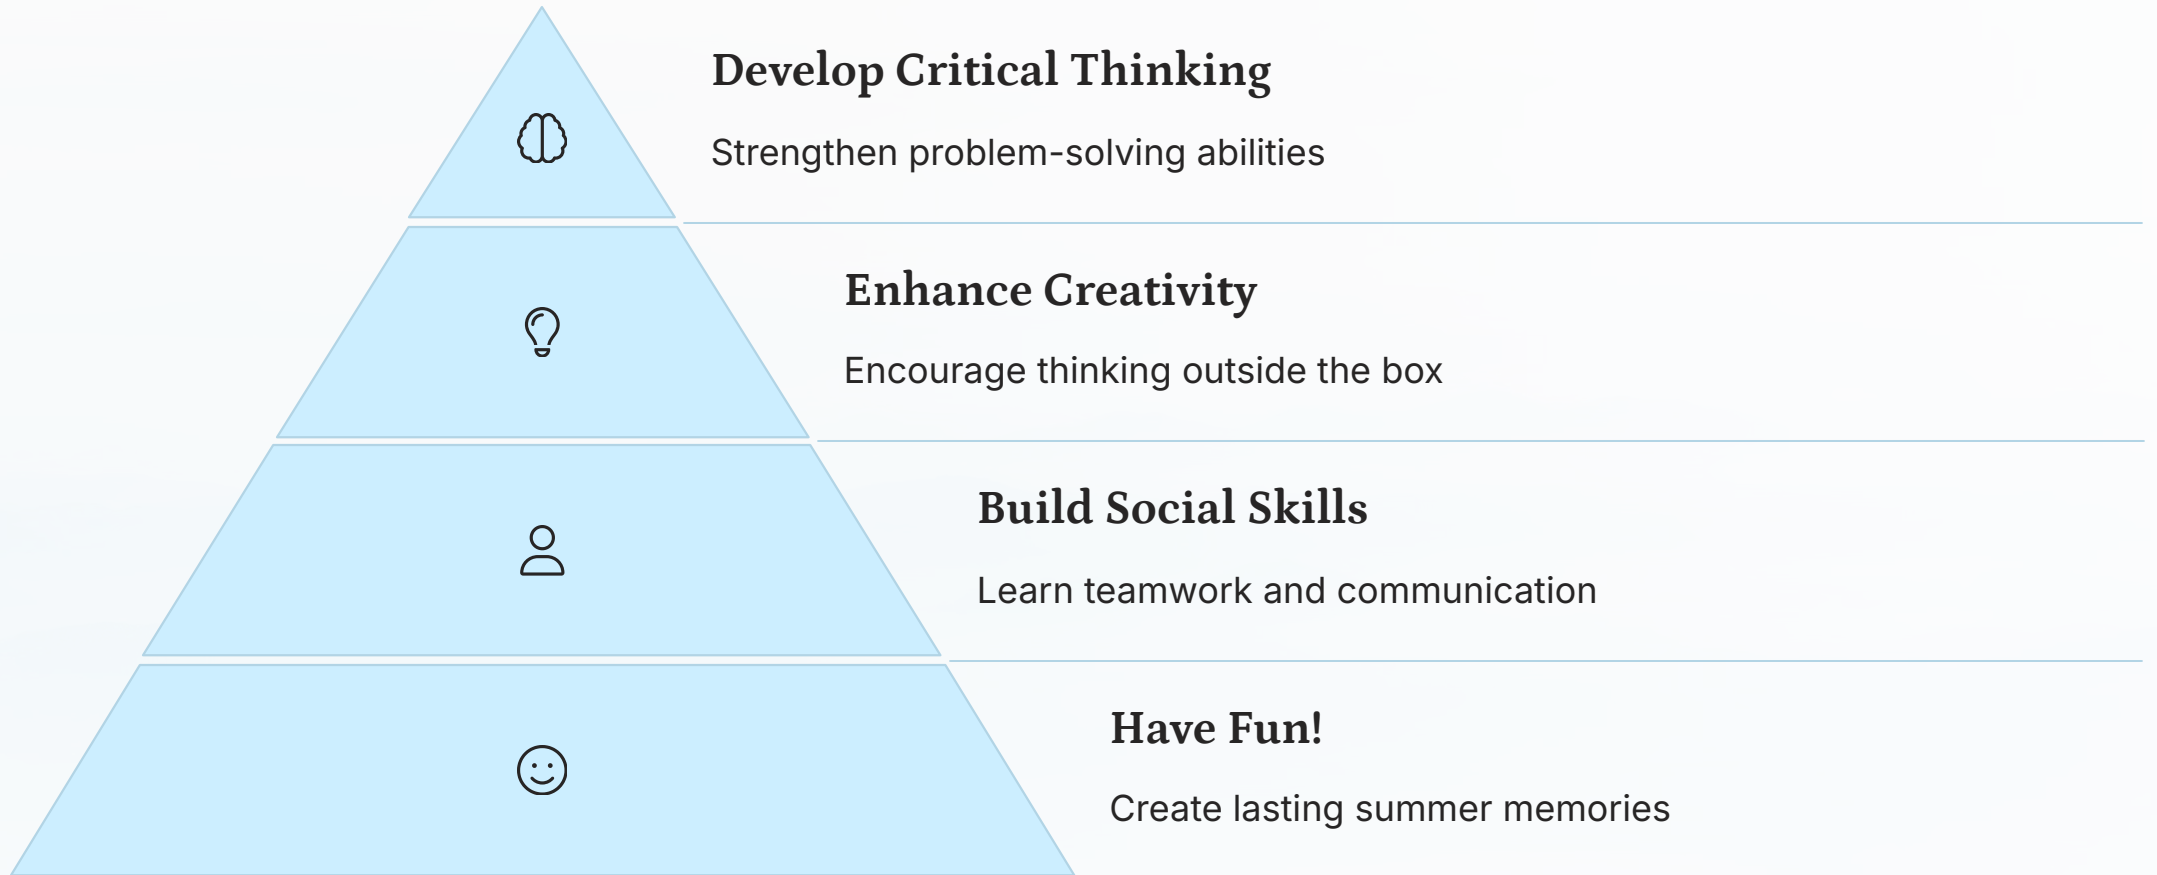 Develop Critical Thinking
Strengthen problem-solving abilities
Enhance Creativity
Encourage thinking outside the box
Build Social Skills
Learn teamwork and communication
Have Fun!
Create lasting summer memories